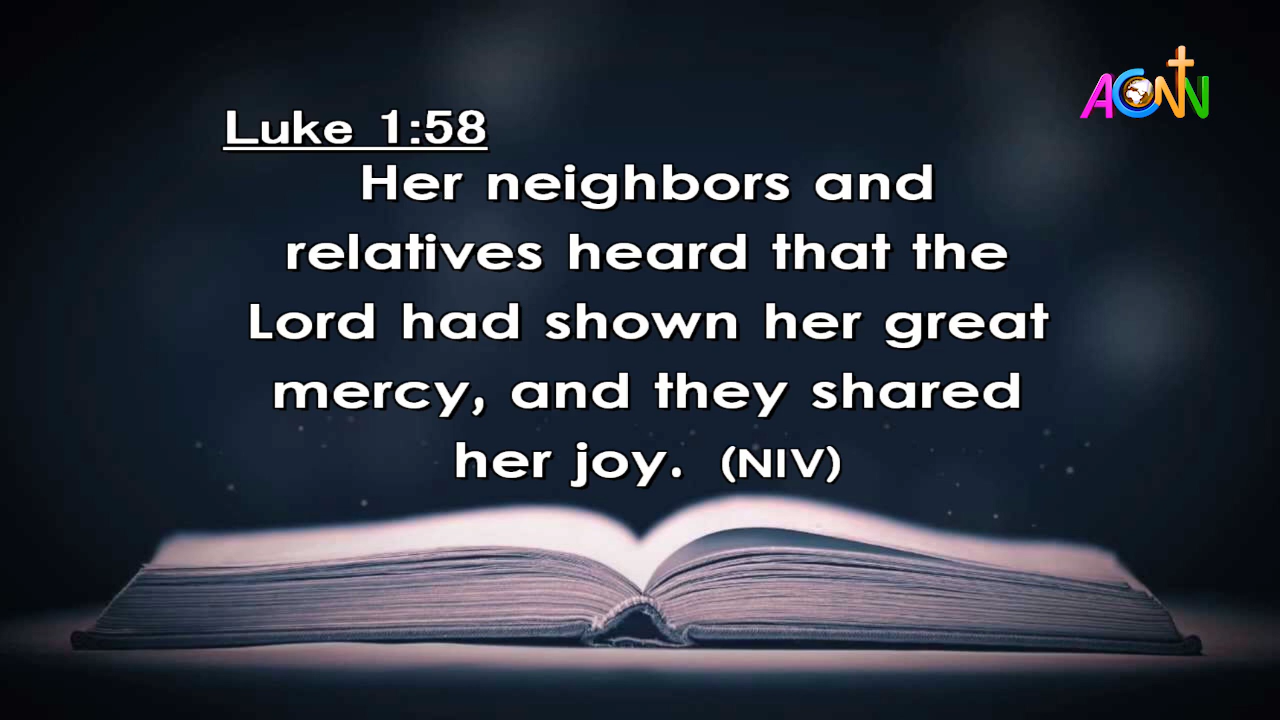 ACNN
Luke 1:58
Her neighbors and
relatives heard that the
Lord had shown her great
mercy, and they shared
her joy. (NIV)